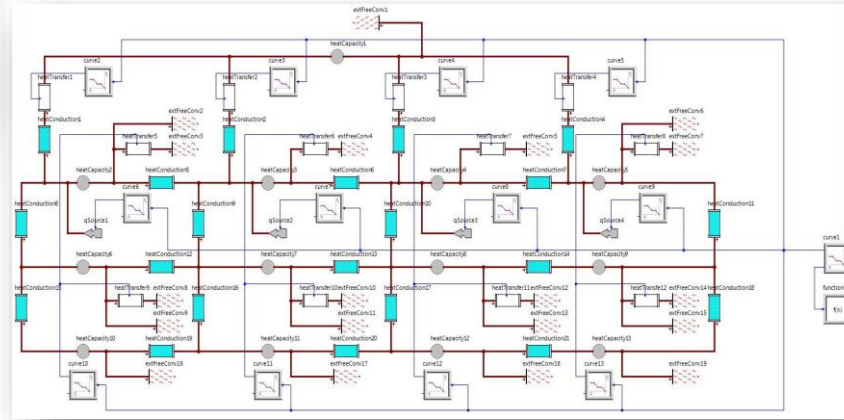 extFreeConv1
heatCapacity1
curve2
curve3
curve4
curve5
heatTransfer1
heatTransfer2
heatTransfer3
heatTransfer4
extFreeConv2
extFreeConv6
heatConduction1
heatConduction2
heatConduction3
heatConduction4
heatTransfer5
extFreeConv3
heatTransfer6
extFreeConv4
heatTransfer7
extFreeConv5
heatTransfer8
extFreeConv7
heatCapacity2
heatConduction5
heatCapacity3
heatConduction6
heatCapacity4
heatConduction7
heatCapacity5
curve6
curve7
curve8
curve9
heatConduction8
heatConduction9
heatConduction10
heatConduction11
qSource1
qSource2
qSource3
qSource4
curve1
heatCapacity6
heatConduction12
heatCapacity7
heatConduction13
heatCapacity8
heatConduction14
heatCapacity9
heatConduction15
heatTransfer9
extFreeConv8
heatConduction16
heatTransfer10
extFreeConv10
heatConduction17
heatTransfer11
extFreeConv12
heatTransfer12
extFreeConv14
heatConduction18
function
f(x)
extFreeConv9
extFreeConv11
extFreeConv13
extFreeConv15
heatCapacity10
heatConduction19
heatCapacity11
heatConduction20
heatCapacity12
heatConduction21
heatCapacity13
curve10
extFreeConv16
curve11
extFreeConv17
curve12
extFreeConv18
curve13
extFreeConv19